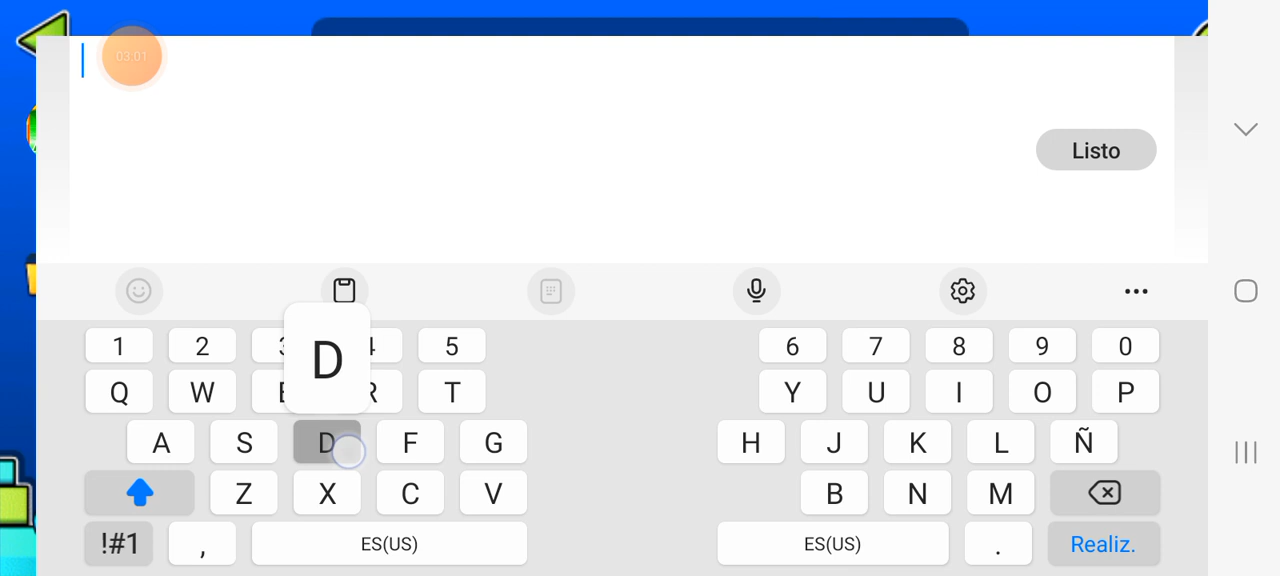 03:01
Listo
D
1 2 3 4 5 6 7 8 9 0
Q W E R T Y U I O P
A S D F G H J K L Ñ
Z X C V B N M
!#1 , ES(US) ES(US) . Realiz.